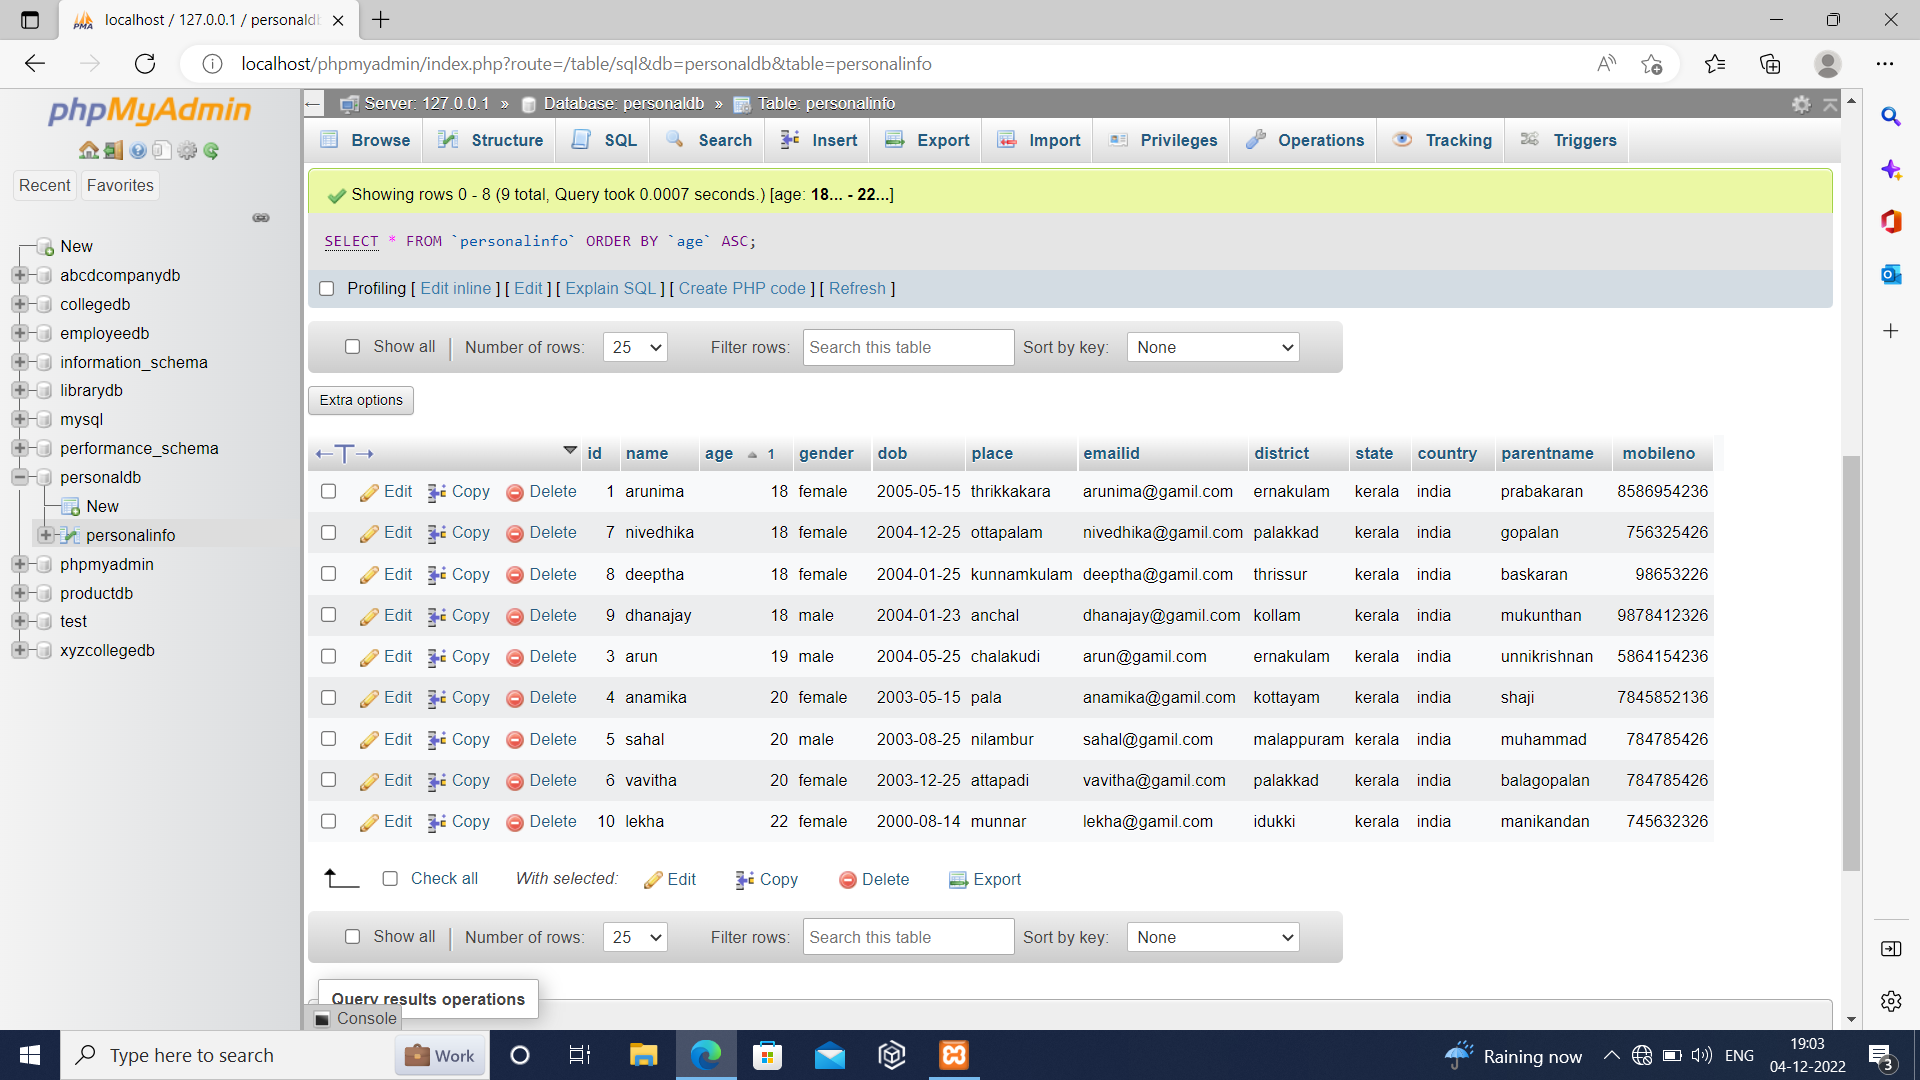 localhost / 127.0.0.1 / personaldb
localhost/phpmyadmin/index.php?route=/table/sql&db=personaldb&table=personalinfo
phpMyAdmin
Recent Favorites
New
abcdcompanydb
collegedb
employeedb
information_schema
librarydb
mysql
performance_schema
personaldb
New
personalinfo
phpmyadmin
productdb
test
xyzcollegedb
Server: 127.0.0.1 » Database: personaldb » Table: personalinfo
Browse Structure SQL Search Insert Export Import Privileges Operations Tracking Triggers
Showing rows 0 - 8 (9 total, Query took 0.0007 seconds.) [age: 18... - 22...]
SELECT * FROM `personalinfo` ORDER BY `age` ASC;
Profiling [ Edit inline ] [ Edit ] [ Explain SQL ] [ Create PHP code ] [ Refresh ]
Show all Number of rows: 25 Filter rows: Search this table Sort by key: None
Extra options
←T→ id name age 1 gender dob place emailid district state country parentname mobileno
Edit Copy Delete 1 arunima 18 female 2005-05-15 thrikkakara arunima@gamil.com ernakulam kerala india prabakaran 8586954236
Edit Copy Delete 7 nivedhika 18 female 2004-12-25 ottapalam nivedhika@gamil.com palakkad kerala india gopalan 756325426
Edit Copy Delete 8 deeptha 18 female 2004-01-25 kunnamkulam deeptha@gamil.com thrissur kerala india baskaran 98653226
Edit Copy Delete 9 dhanajay 18 male 2004-01-23 anchal dhanajay@gamil.com kollam kerala india mukunthan 9878412326
Edit Copy Delete 3 arun 19 male 2004-05-25 chalakudi arun@gamil.com ernakulam kerala india unnikrishnan 5864154236
Edit Copy Delete 4 anamika 20 female 2003-05-15 pala anamika@gamil.com kottayam kerala india shaji 7845852136
Edit Copy Delete 5 sahal 20 male 2003-08-25 nilambur sahal@gamil.com malappuram kerala india muhammad 784785426
Edit Copy Delete 6 vavitha 20 female 2003-12-25 attapadi vavitha@gamil.com palakkad kerala india balagopalan 784785426
Edit Copy Delete 10 lekha 22 female 2000-08-14 munnar lekha@gamil.com idukki kerala india manikandan 745632326
Check all With selected: Edit Copy Delete Export
Show all Number of rows: 25 Filter rows: Search this table Sort by key: None
Query results operations
Console
Type here to search Work Raining now ENG 19:03
04-12-2022 3